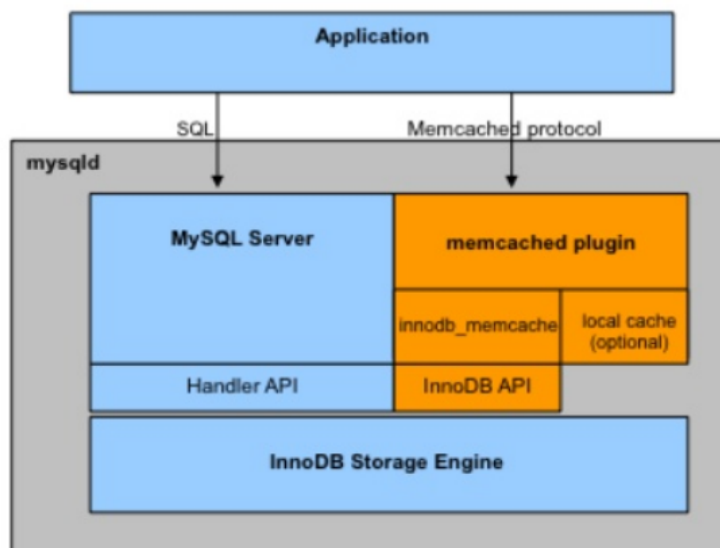 Application
SQL
Memcached protocol
mysqld
MySQL Server
memcached plugin
innodb_memcache
local cache
(optional)
Handler API
InnoDB API
InnoDB Storage Engine